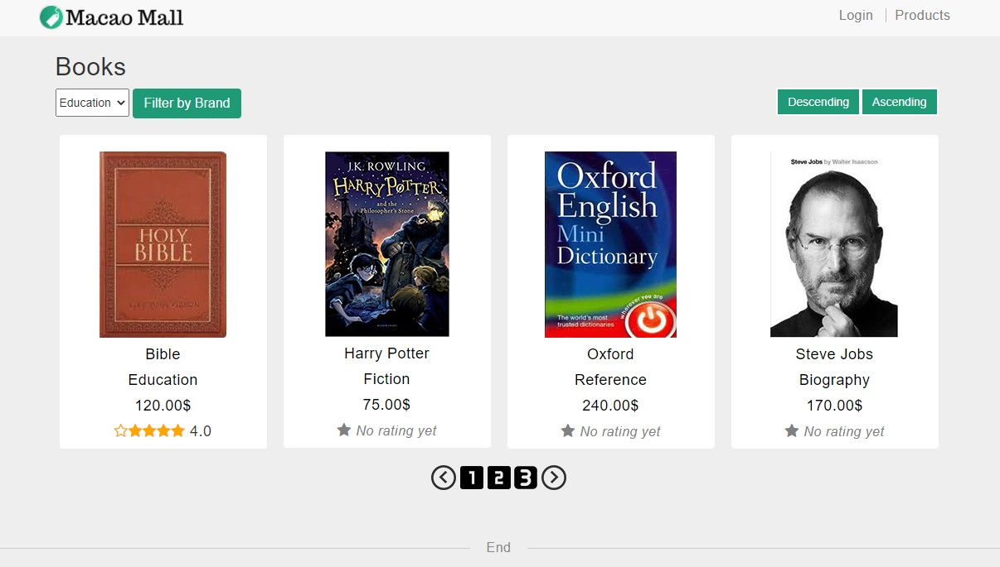 Macao Mall
Login
Products
Books
Education
Filter by Brand
Descending
Ascending
HOLY
BIBLE
J.K. ROWLING
HARRY POTTER
and the
Philosopher's Stone
BLOOMSBURY
Oxford
English
Mini
Dictionary
wherever you are
The world's most
trusted dictionaries
Steve Jobs by Walter Isaacson
Bible
Education
120.00$
4.0
Harry Potter
Fiction
75.00$
No rating yet
Oxford
Reference
240.00$
No rating yet
Steve Jobs
Biography
170.00$
No rating yet
1 2 3
End